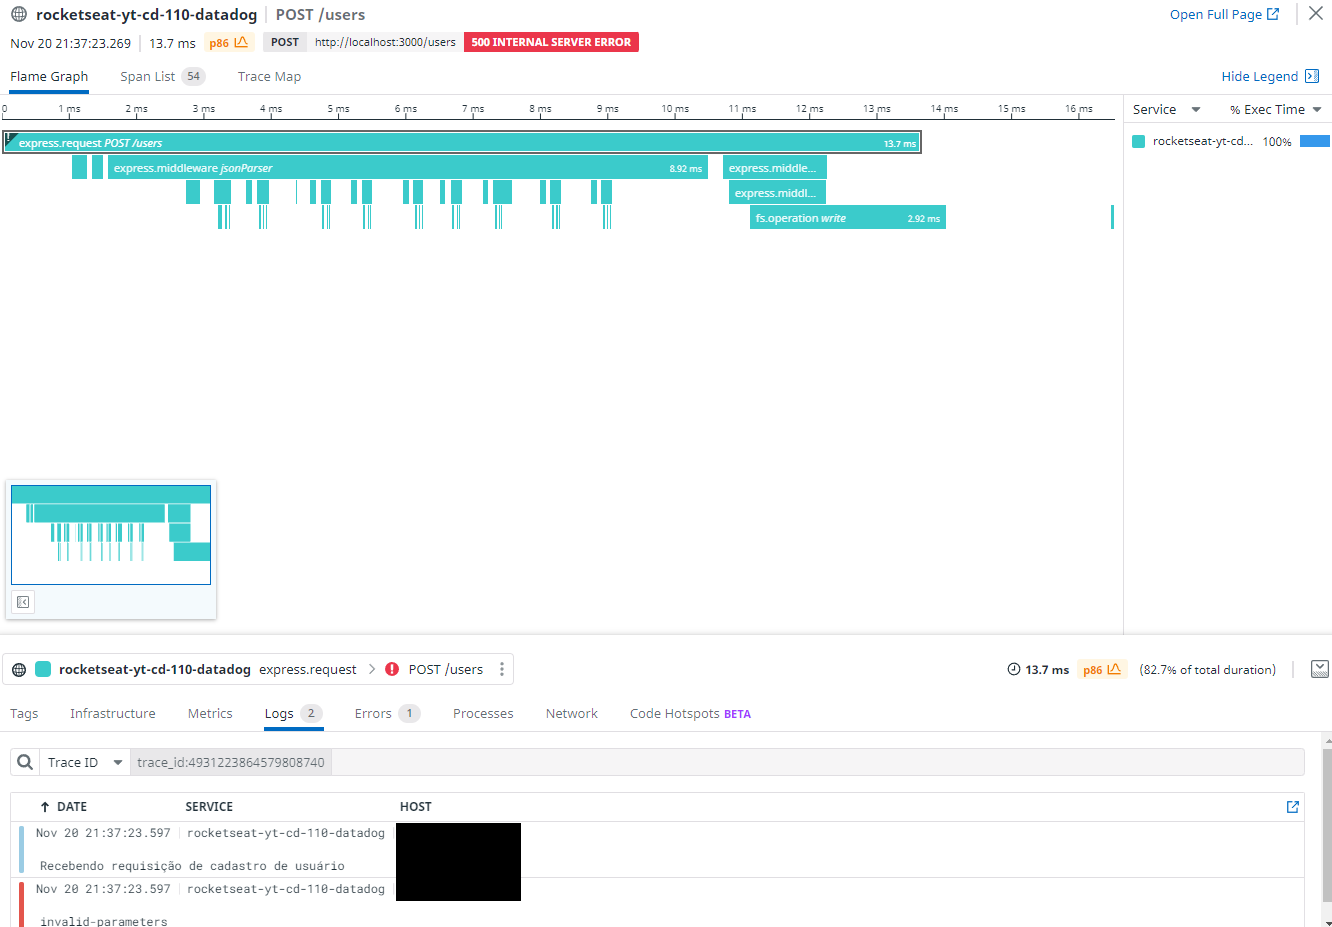 rocketseat-yt-cd-110-datadog POST /users Open Full Page
Nov 20 21:37:23.269 13.7 ms p86 POST http://localhost:3000/users 500 INTERNAL SERVER ERROR
Flame Graph Span List 54 Trace Map Hide Legend
0 1 ms 2 ms 3 ms 4 ms 5 ms 6 ms 7 ms 8 ms 9 ms 10 ms 11 ms 12 ms 13 ms 14 ms 15 ms 16 ms Service % Exec Time
express.request POST /users 13.7 ms rocketseat-yt-cd... 100%
express.middleware jsonParser 8.92 ms express.middle...
express.middl...
fs.operation write 2.92 ms
rocketseat-yt-cd-110-datadog express.request > POST /users 13.7 ms p86 (82.7% of total duration)
Tags Infrastructure Metrics Logs 2 Errors 1 Processes Network Code Hotspots BETA
Trace ID trace_id:4931223864579808740
DATE SERVICE HOST
Nov 20 21:37:23.597 rocketseat-yt-cd-110-datadog
Recebendo requisição de cadastro de usuário
Nov 20 21:37:23.597 rocketseat-yt-cd-110-datadog
invalid-parameters